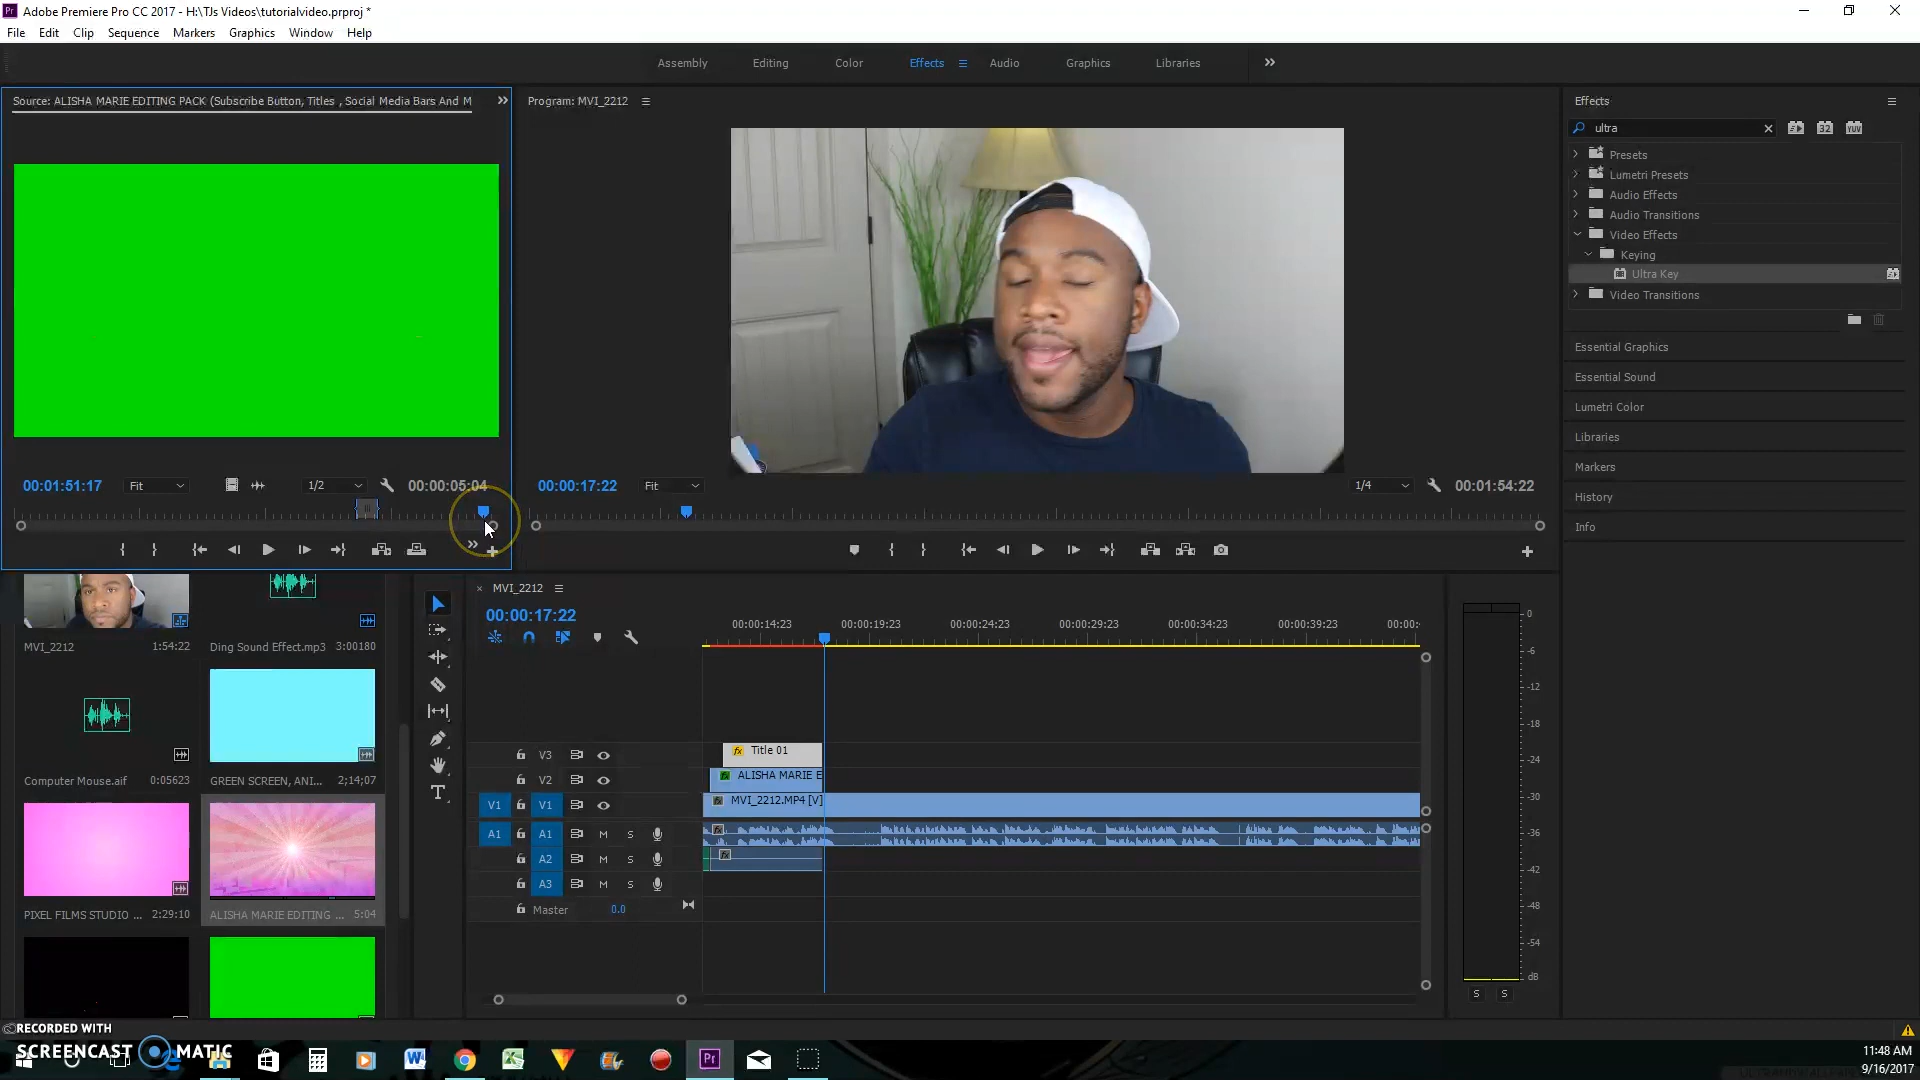 Adobe Premiere Pro CC 2017 - H:\TJs Videos\tutorialvideo.prproj *
File Edit Clip Sequence Markers Graphics Window Help
Assembly Editing Color Effects Audio Graphics Libraries
Source: ALISHA MARIE EDITING PACK (Subscribe Button, Titles , Social Media Bars And M
Program: MVI_2212
Effects
ultra
Presets
Lumetri Presets
Audio Effects
Audio Transitions
Video Effects
Keying
Ultra Key
Video Transitions
Essential Graphics
Essential Sound
Lumetri Color
Libraries
Markers
History
Info
00:01:51:17 Fit 1/2 00:00:05:04
00:00:17:22 Fit 1/4 00:01:54:22
MVI_2212 1:54:22
Ding Sound Effect.mp3 3:00180
Computer Mouse.aif 0:05623
GREEN SCREEN, ANI... 2;14;07
PIXEL FILMS STUDIO ... 2:29:10
ALISHA MARIE EDITING ... 5:04
MVI_2212
00:00:17:22
00:00:14:23 00:00:19:23 00:00:24:23 00:00:29:23 00:00:34:23 00:00:39:23 00:00:
V3 fx Title 01
V2 fx ALISHA MARIE E
V1 V1 fx MVI_2212.MP4 [V]
A1 A1 M S fx
A2 M S fx
A3 M S
Master 0.0
0
-6
-12
-18
-24
-30
-36
-42
-48
-54
dB
S S
RECORDED WITH
SCREENCAST MATIC
11:48 AM
9/16/2017